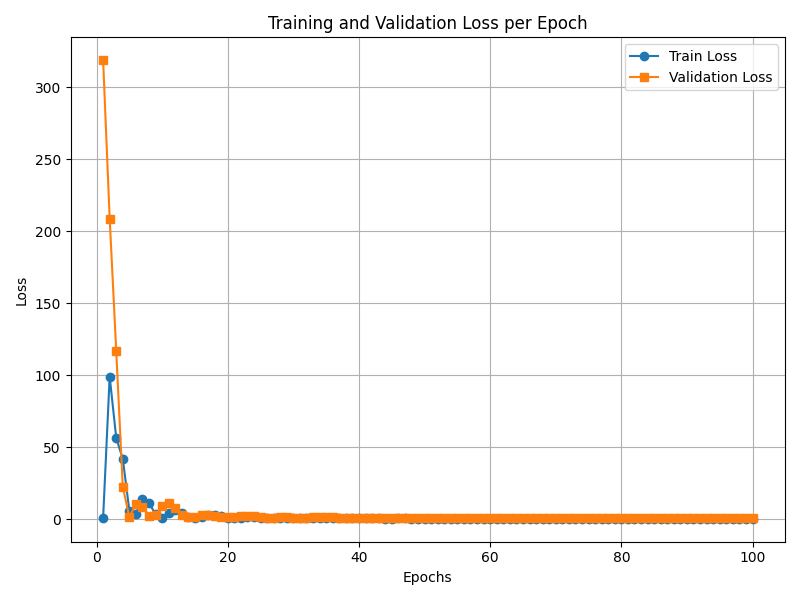 Training and Validation Loss per Epoch
Train Loss
Validation Loss
300
250
200
150
100
50
0
Loss
0 20 40 60 80 100
Epochs